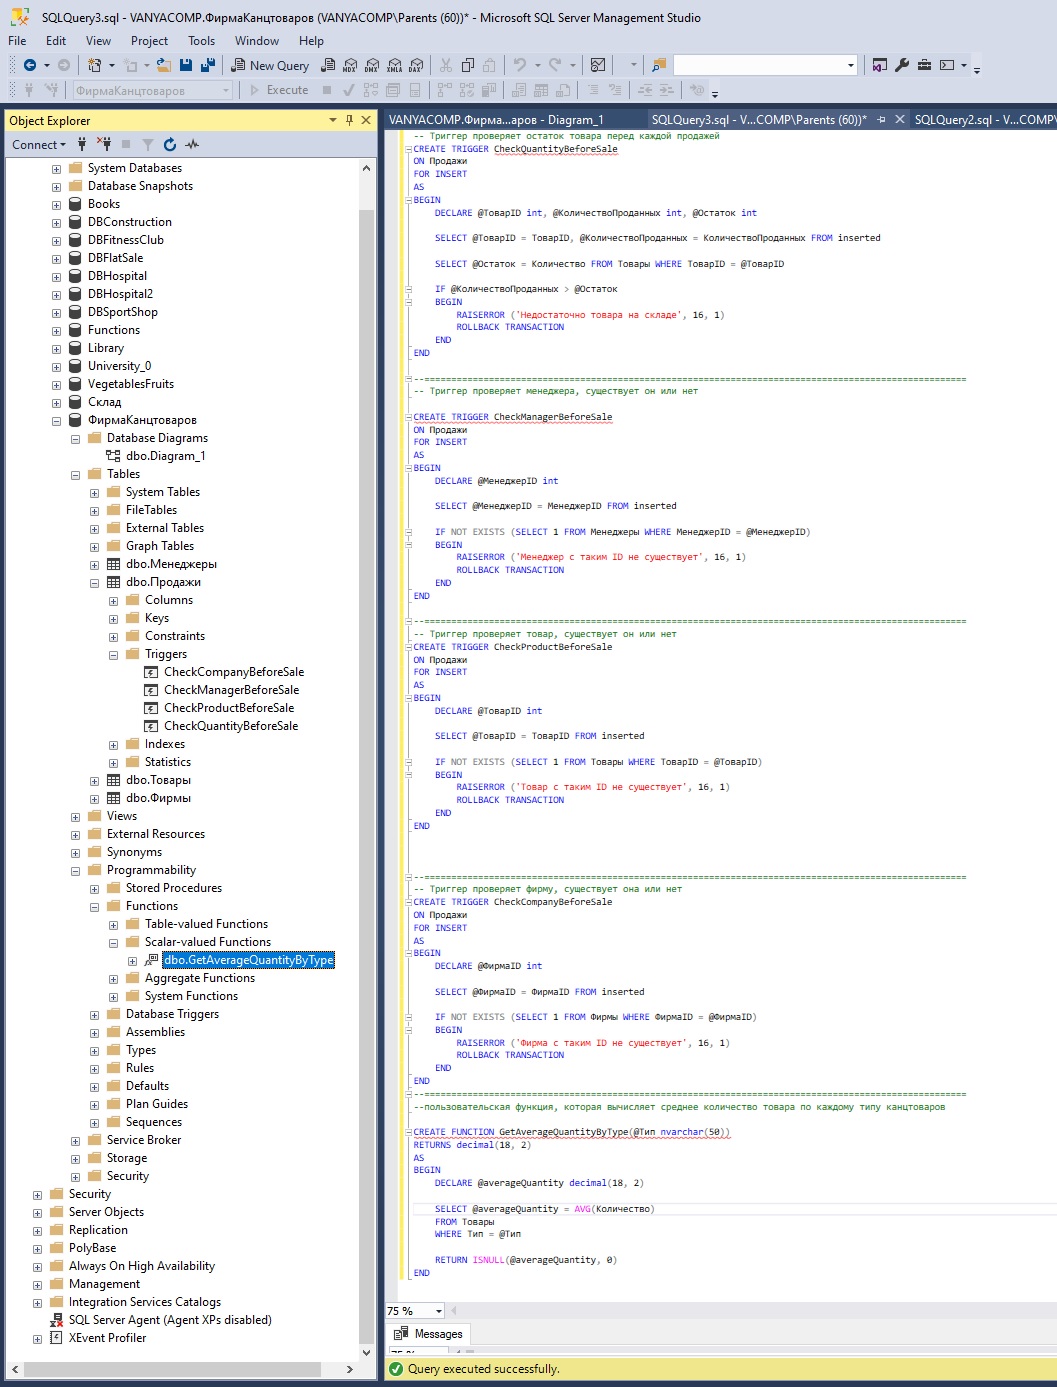 SQLQuery3.sql - VANYACOMP.ФирмаКанцтоваров (VANYACOMP\Parents (60))* - Microsoft SQL Server Management Studio
File Edit View Project Tools Window Help
New Query MDX DMX XMLA DAX
ФирмаКанцтоваров Execute
Object Explorer
Connect
System Databases
Database Snapshots
Books
DBConstruction
DBFitnessClub
DBFlatSale
DBHospital
DBHospital2
DBSportShop
Functions
Library
University_0
VegetablesFruits
Склад
ФирмаКанцтоваров
Database Diagrams
dbo.Diagram_1
Tables
System Tables
FileTables
External Tables
Graph Tables
dbo.Менеджеры
dbo.Продажи
Columns
Keys
Constraints
Triggers
CheckCompanyBeforeSale
CheckManagerBeforeSale
CheckProductBeforeSale
CheckQuantityBeforeSale
Indexes
Statistics
dbo.Товары
dbo.Фирмы
Views
External Resources
Synonyms
Programmability
Stored Procedures
Functions
Table-valued Functions
Scalar-valued Functions
dbo.GetAverageQuantityByType
Aggregate Functions
System Functions
Database Triggers
Assemblies
Types
Rules
Defaults
Plan Guides
Sequences
Service Broker
Storage
Security
Security
Server Objects
Replication
PolyBase
Always On High Availability
Management
Integration Services Catalogs
SQL Server Agent (Agent XPs disabled)
XEvent Profiler
VANYACOMP.Фирма...аров - Diagram_1 SQLQuery3.sql - V...COMP\Parents (60))* SQLQuery2.sql - V...COMP\
-- Триггер проверяет остаток товара перед каждой продажей
CREATE TRIGGER CheckQuantityBeforeSale
ON Продажи
FOR INSERT
AS
BEGIN
DECLARE @ТоварID int, @КоличествоПроданных int, @Остаток int
SELECT @ТоварID = ТоварID, @КоличествоПроданных = КоличествоПроданных FROM inserted
SELECT @Остаток = Количество FROM Товары WHERE ТоварID = @ТоварID
IF @КоличествоПроданных > @Остаток
BEGIN
RAISERROR ('Недостаточно товара на складе', 16, 1)
ROLLBACK TRANSACTION
END
END
--======================================================================================================
-- Триггер проверяет менеджера, существует он или нет
CREATE TRIGGER CheckManagerBeforeSale
ON Продажи
FOR INSERT
AS
BEGIN
DECLARE @МенеджерID int
SELECT @МенеджерID = МенеджерID FROM inserted
IF NOT EXISTS (SELECT 1 FROM Менеджеры WHERE МенеджерID = @МенеджерID)
BEGIN
RAISERROR ('Менеджер с таким ID не существует', 16, 1)
ROLLBACK TRANSACTION
END
END
--======================================================================================================
-- Триггер проверяет товар, существует он или нет
CREATE TRIGGER CheckProductBeforeSale
ON Продажи
FOR INSERT
AS
BEGIN
DECLARE @ТоварID int
SELECT @ТоварID = ТоварID FROM inserted
IF NOT EXISTS (SELECT 1 FROM Товары WHERE ТоварID = @ТоварID)
BEGIN
RAISERROR ('Товар с таким ID не существует', 16, 1)
ROLLBACK TRANSACTION
END
END
--======================================================================================================
-- Триггер проверяет фирму, существует она или нет
CREATE TRIGGER CheckCompanyBeforeSale
ON Продажи
FOR INSERT
AS
BEGIN
DECLARE @ФирмаID int
SELECT @ФирмаID = ФирмаID FROM inserted
IF NOT EXISTS (SELECT 1 FROM Фирмы WHERE ФирмаID = @ФирмаID)
BEGIN
RAISERROR ('Фирма с таким ID не существует', 16, 1)
ROLLBACK TRANSACTION
END
END
--======================================================================================================
--пользовательская функция, которая вычисляет среднее количество товара по каждому типу канцтоваров
CREATE FUNCTION GetAverageQuantityByType(@Тип nvarchar(50))
RETURNS decimal(18, 2)
AS
BEGIN
DECLARE @averageQuantity decimal(18, 2)
SELECT @averageQuantity = AVG(Количество)
FROM Товары
WHERE Тип = @Тип
RETURN ISNULL(@averageQuantity, 0)
END
75 %
Messages
75 %
Query executed successfully.